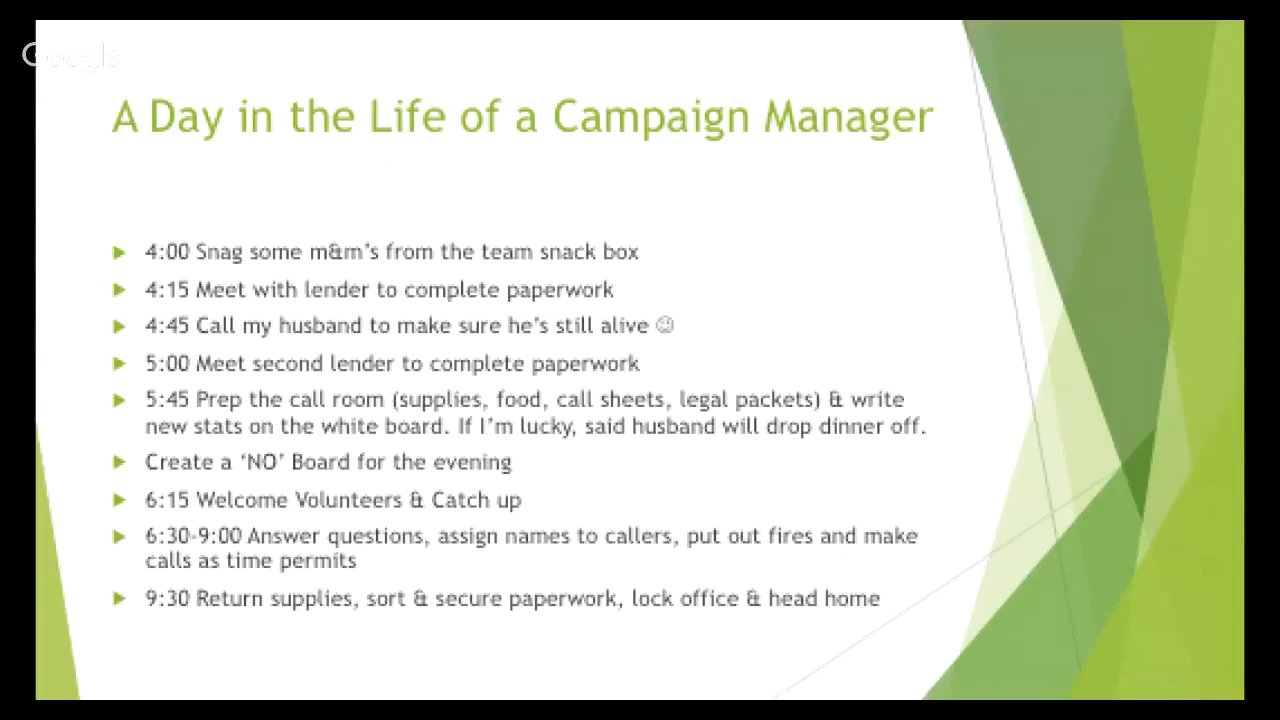 Google
A Day in the Life of a Campaign Manager
4:00 Snag some m&m's from the team snack box
4:15 Meet with lender to complete paperwork
4:45 Call my husband to make sure he's still alive ☺
5:00 Meet second lender to complete paperwork
5:45 Prep the call room (supplies, food, call sheets, legal packets) & write
new stats on the white board. If I'm lucky, said husband will drop dinner off.
Create a 'NO' Board for the evening
6:15 Welcome Volunteers & Catch up
6:30-9:00 Answer questions, assign names to callers, put out fires and make
calls as time permits
9:30 Return supplies, sort & secure paperwork, lock office & head home